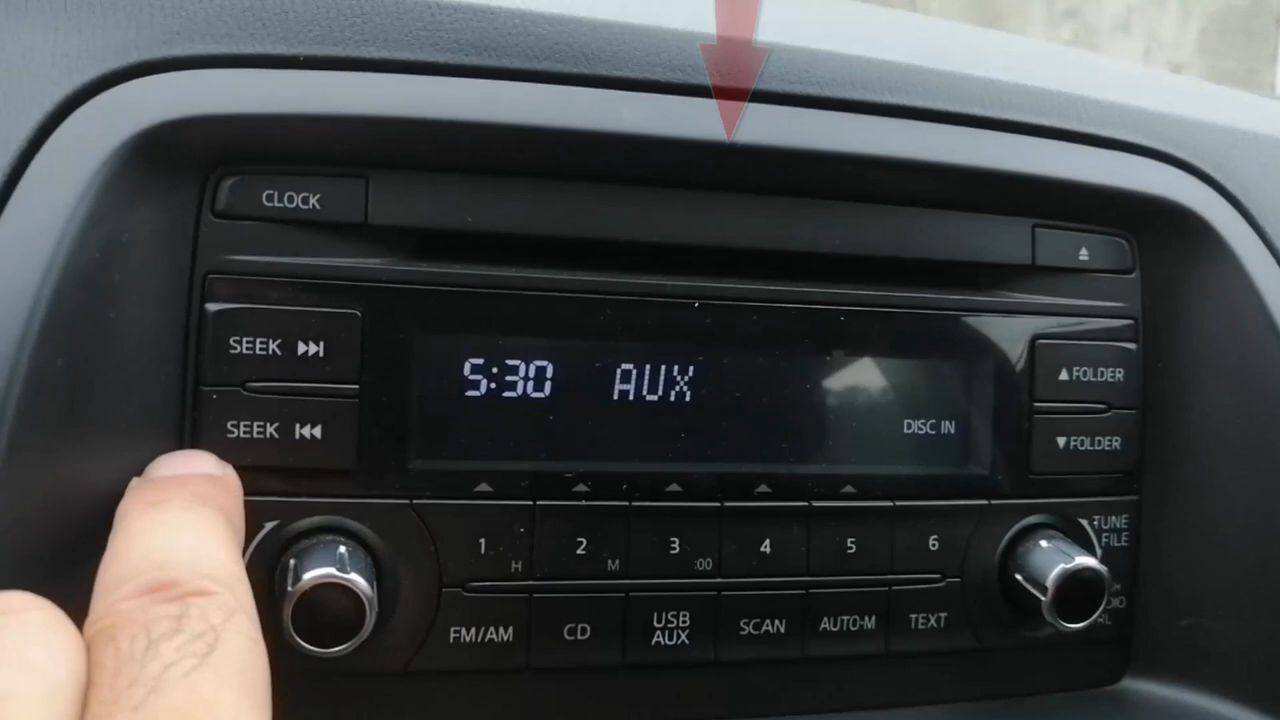 CLOCK
SEEK
SEEK
5:30 AUX
DISC IN
▲FOLDER
▼FOLDER
1 H
2 M
3 :00
4
5
6
TUNE
FILE
FM/AM
CD
USB
AUX
SCAN
AUTO-M
TEXT